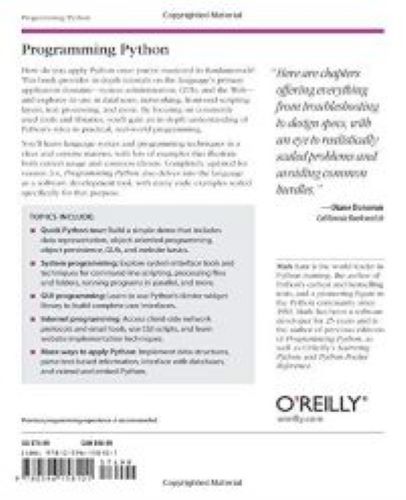 Programming Python
Copyrighted Material
Programming Python
How do you apply Python once you've mastered its fundamentals?
This book provides in-depth tutorials on the language's primary
application domains—system administration, GUIs, and the Web—
and explores its use in databases, networking, front-end scripting
layers, text processing, and more. By focusing on commonly
used tools and libraries, you'll gain an in-depth understanding of
Python's roles in practical, real-world programming.
You'll learn language syntax and programming techniques in a
clear and concise manner, with lots of examples that illustrate
both correct usage and common idioms. Completely updated for
version 3.x, Programming Python also delves into the language
as a software development tool, with many code examples scaled
specifically for that purpose.
TOPICS INCLUDE:
Quick Python tour: Build a simple demo that includes
data representation, object-oriented programming,
object persistence, GUIs, and website basics
System programming: Explore system interface tools and
techniques for command-line scripting, processing files
and folders, running programs in parallel, and more
GUI programming: Learn to use Python's tkinter widget
library to build complete user interfaces
Internet programming: Access client-side network
protocols and email tools, use CGI scripts, and learn
website implementation techniques
More ways to apply Python: Implement data structures,
parse text-based information, interface with databases,
and extend and embed Python
Previous programming experience is recommended.
"Here are chapters
offering everything
from troubleshooting
to design specs, with
an eye to realistically
scaled problems and
avoiding common
hurdles."
—Diane Donovan
California Bookwatch
Mark Lutz is the world leader in
Python training, the author of
Python's earliest and bestselling
texts, and a pioneering figure in
the Python community since
1992. Mark has been a software
developer for 25 years and is
the author of previous editions
of Programming Python, as
well as O'Reilly's Learning
Python and Python Pocket
Reference.
O'REILLY®
oreilly.com
Copyrighted Material